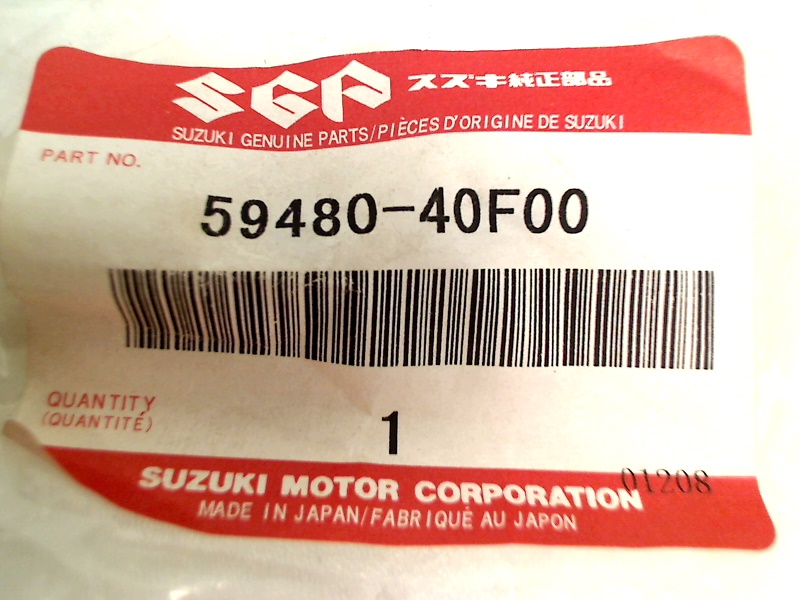 SGP スズキ純正部品
SUZUKI GENUINE PARTS/PIÈCES D'ORIGINE DE SUZUKI
PART NO.
59480-40F00
QUANTITY
(QUANTITÉ)
1
01208
SUZUKI MOTOR CORPORATION
MADE IN JAPAN/FABRIQUÉ AU JAPON